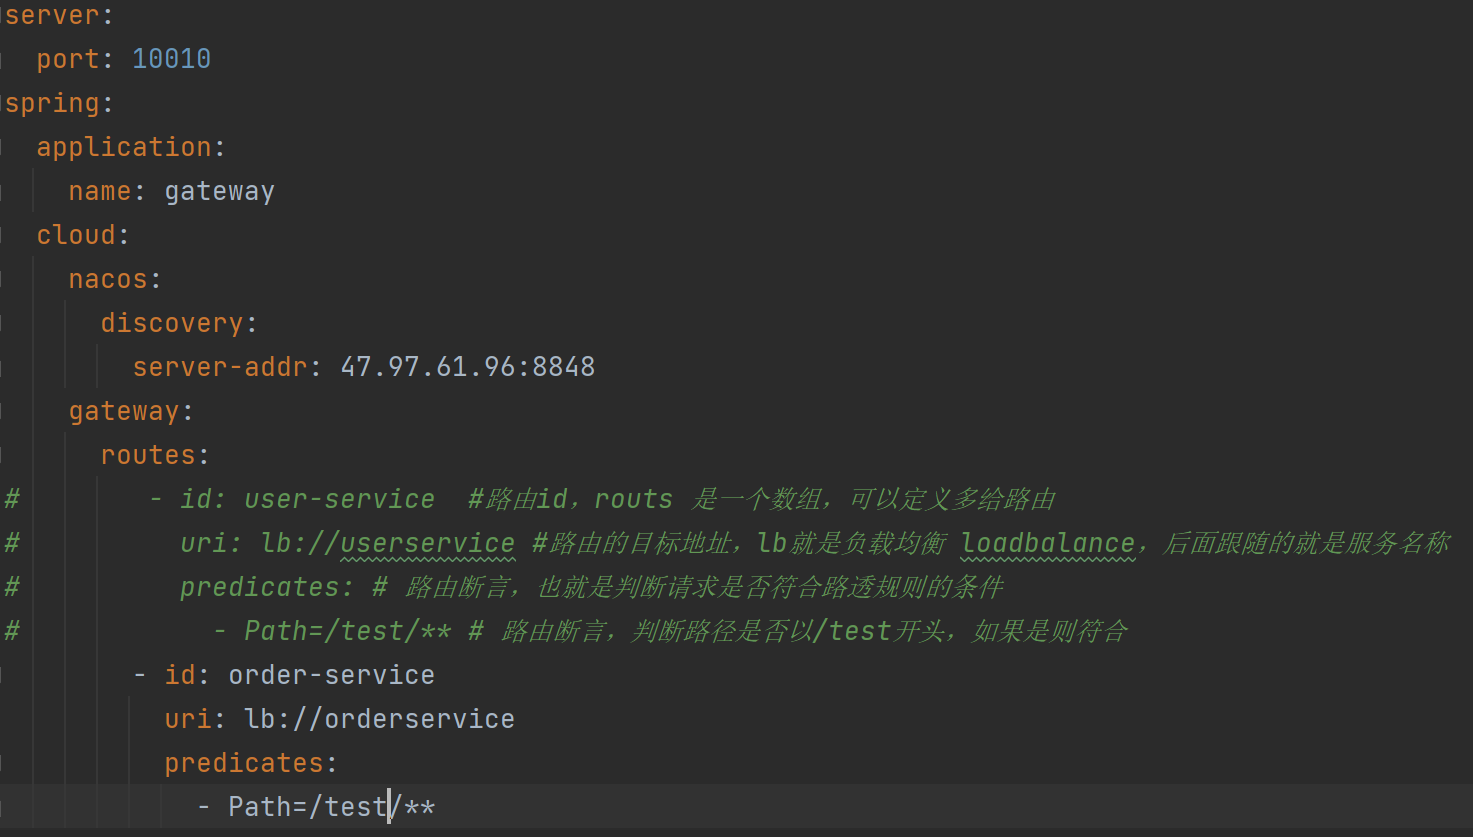 server:
port: 10010
spring:
application:
name: gateway
cloud:
nacos:
discovery:
server-addr: 47.97.61.96:8848
gateway:
routes:
# - id: user-service #路由id，routs 是一个数组，可以定义多给路由
# uri: lb://userservice #路由的目标地址，lb就是负载均衡 loadbalance，后面跟随的就是服务名称
# predicates: # 路由断言，也就是判断请求是否符合路透规则的条件
# - Path=/test/** # 路由断言，判断路径是否以/test开头，如果是则符合
- id: order-service
uri: lb://orderservice
predicates:
- Path=/test/**